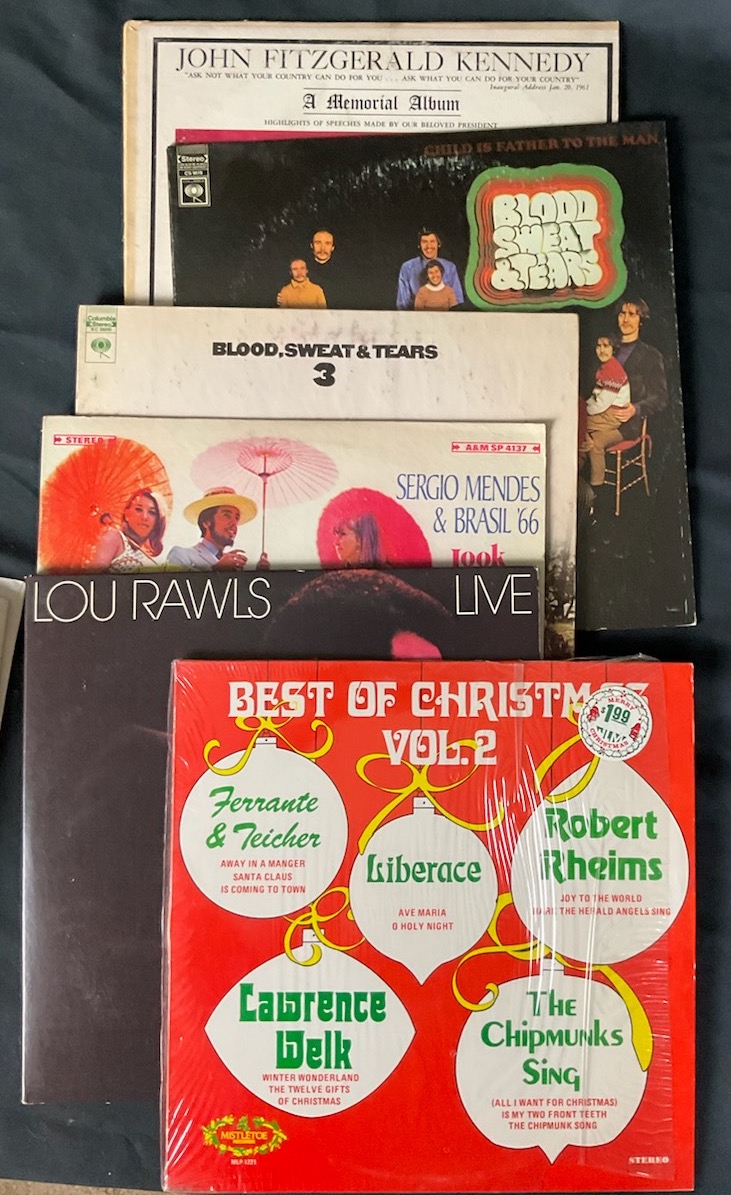 JOHN FITZGERALD KENNEDY
"ASK NOT WHAT YOUR COUNTRY CAN DO FOR YOU . . . ASK WHAT YOU CAN DO FOR YOUR COUNTRY"
Inaugural Address Jan. 20, 1961
A Memorial Album
HIGHLIGHTS OF SPEECHES MADE BY OUR BELOVED PRESIDENT
CHILD IS FATHER TO THE MAN
Stereo
BLOOD
SWEAT
& TEARS
Columbia
Stereo
BLOOD, SWEAT & TEARS
3
STEREO
A&M SP 4137
SERGIO MENDES
& BRASIL '66
Look
LOU RAWLS LIVE
BEST OF CHRISTMAS
VOL. 2
MERRY
$1.99
CHRISTMAS
Ferrante
& Teicher
AWAY IN A MANGER
SANTA CLAUS
IS COMING TO TOWN
Liberace
AVE MARIA
O HOLY NIGHT
Robert
Rheims
JOY TO THE WORLD
HARK THE HERALD ANGELS SING
Lawrence
Welk
WINTER WONDERLAND
THE TWELVE GIFTS
OF CHRISTMAS
The
Chipmunks
Sing
(ALL I WANT FOR CHRISTMAS)
IS MY TWO FRONT TEETH
THE CHIPMUNK SONG
MISTLETOE
MLP 1221
STEREO